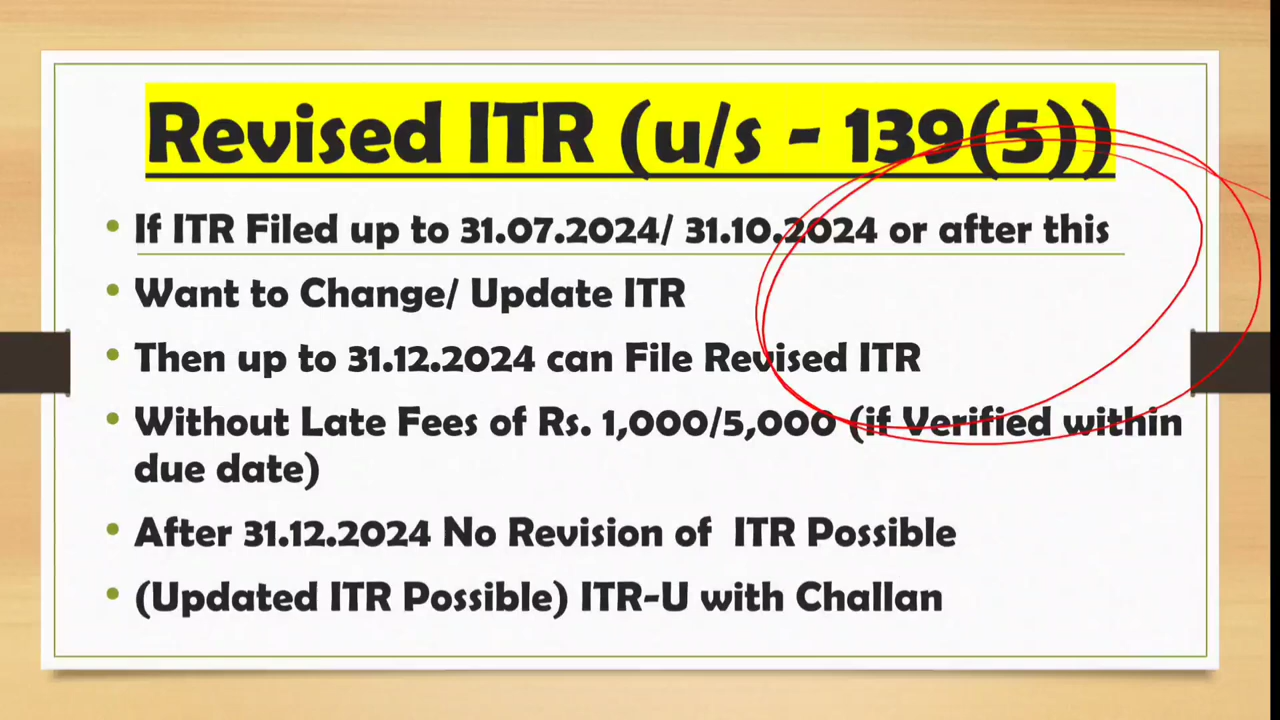 Revised ITR (u/s - 139(5))
• If ITR Filed up to 31.07.2024/ 31.10.2024 or after this
• Want to Change/ Update ITR
• Then up to 31.12.2024 can File Revised ITR
• Without Late Fees of Rs. 1,000/5,000 (if Verified within
due date)
• After 31.12.2024 No Revision of ITR Possible
• (Updated ITR Possible) ITR-U with Challan